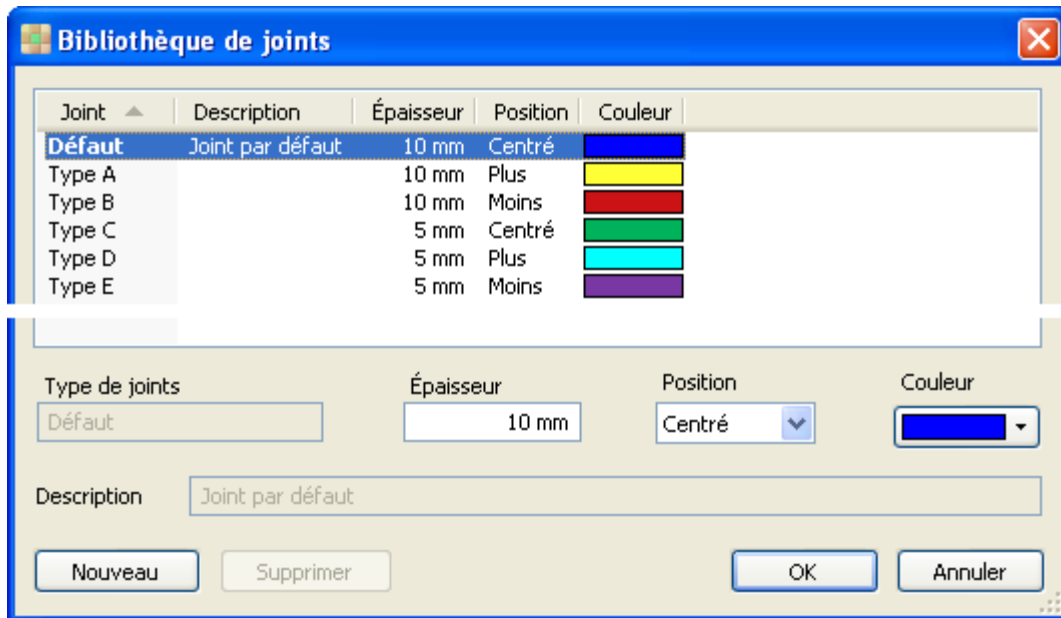 Bibliothèque de joints
Joint Description Épaisseur Position Couleur
Défaut Joint par défaut 10 mm Centré
Type A 10 mm Plus
Type B 10 mm Moins
Type C 5 mm Centré
Type D 5 mm Plus
Type E 5 mm Moins
Type de joints Épaisseur Position Couleur
Défaut 10 mm Centré
Description Joint par défaut
Nouveau Supprimer OK Annuler